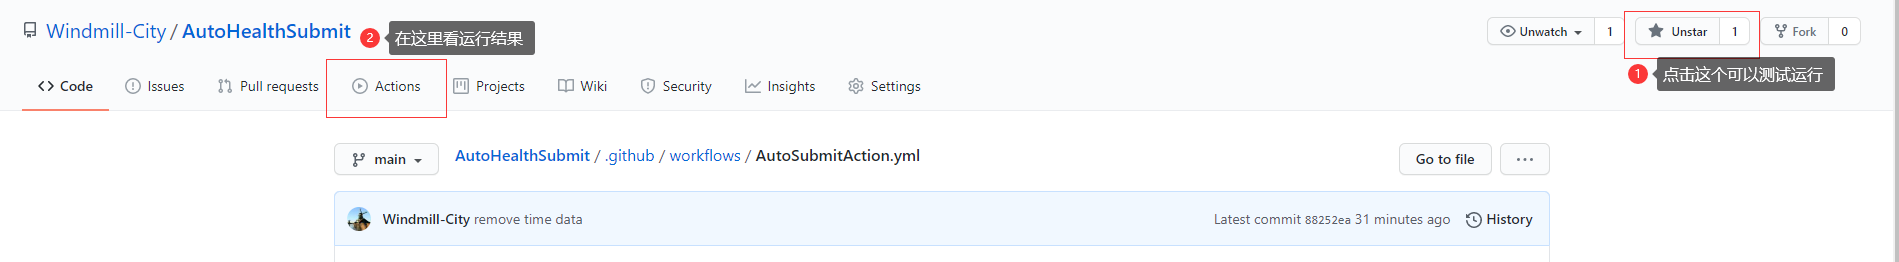 Windmill-City / AutoHealthSubmit
2 在这里看运行结果
Unwatch 1
Unstar 1
Fork 0
1 点击这个可以测试运行
Code Issues Pull requests Actions Projects Wiki Security Insights Settings
main
AutoHealthSubmit / .github / workflows / AutoSubmitAction.yml
Go to file
...
Windmill-City remove time data
Latest commit 88252ea 31 minutes ago History